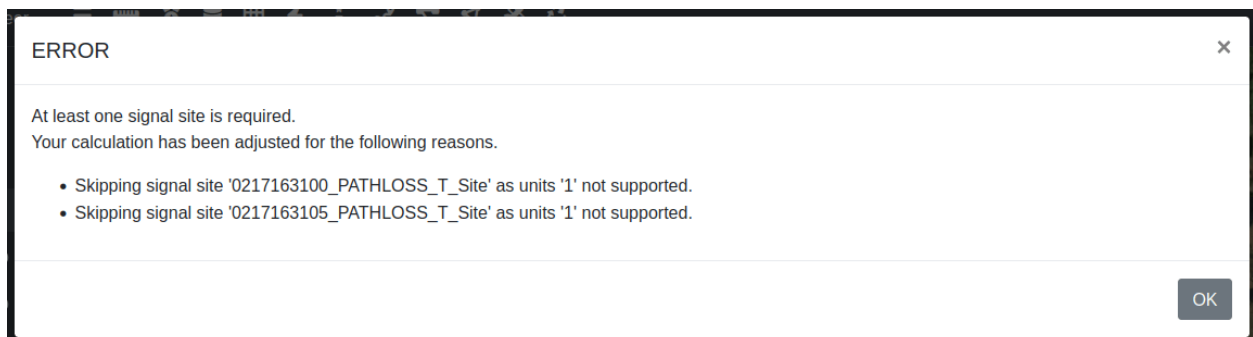 ERROR
×
At least one signal site is required.
Your calculation has been adjusted for the following reasons.
• Skipping signal site '0217163100_PATHLOSS_T_Site' as units '1' not supported.
• Skipping signal site '0217163105_PATHLOSS_T_Site' as units '1' not supported.
OK